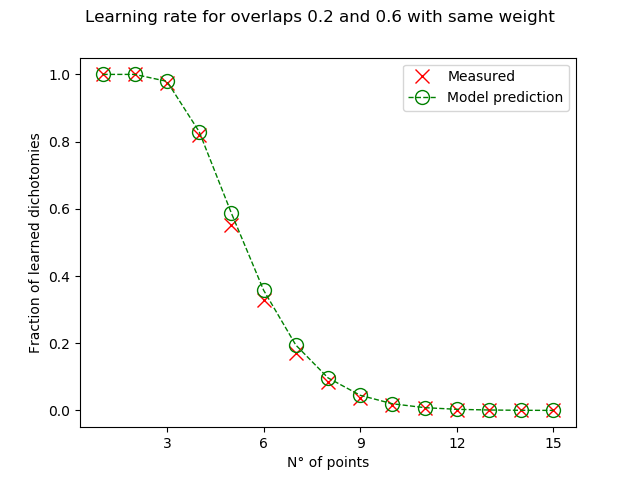 Learning rate for overlaps 0.2 and 0.6 with same weight
Measured
Model prediction
Fraction of learned dichotomies
1.0
0.8
0.6
0.4
0.2
0.0
3 6 9 12 15
N° of points